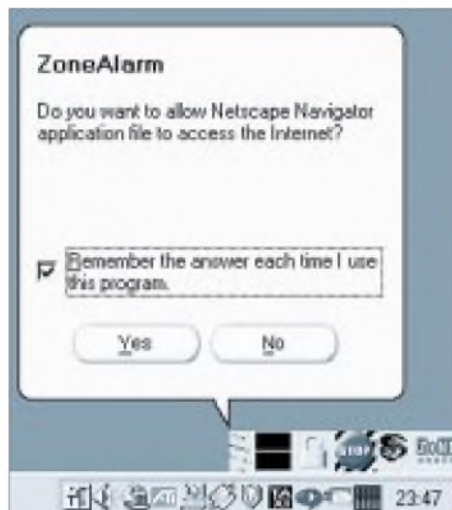 ZoneAlarm
Do you want to allow Netscape Navigator
application file to access the Internet?
Remember the answer each time I use
this program.
Yes No
STOP
23:47